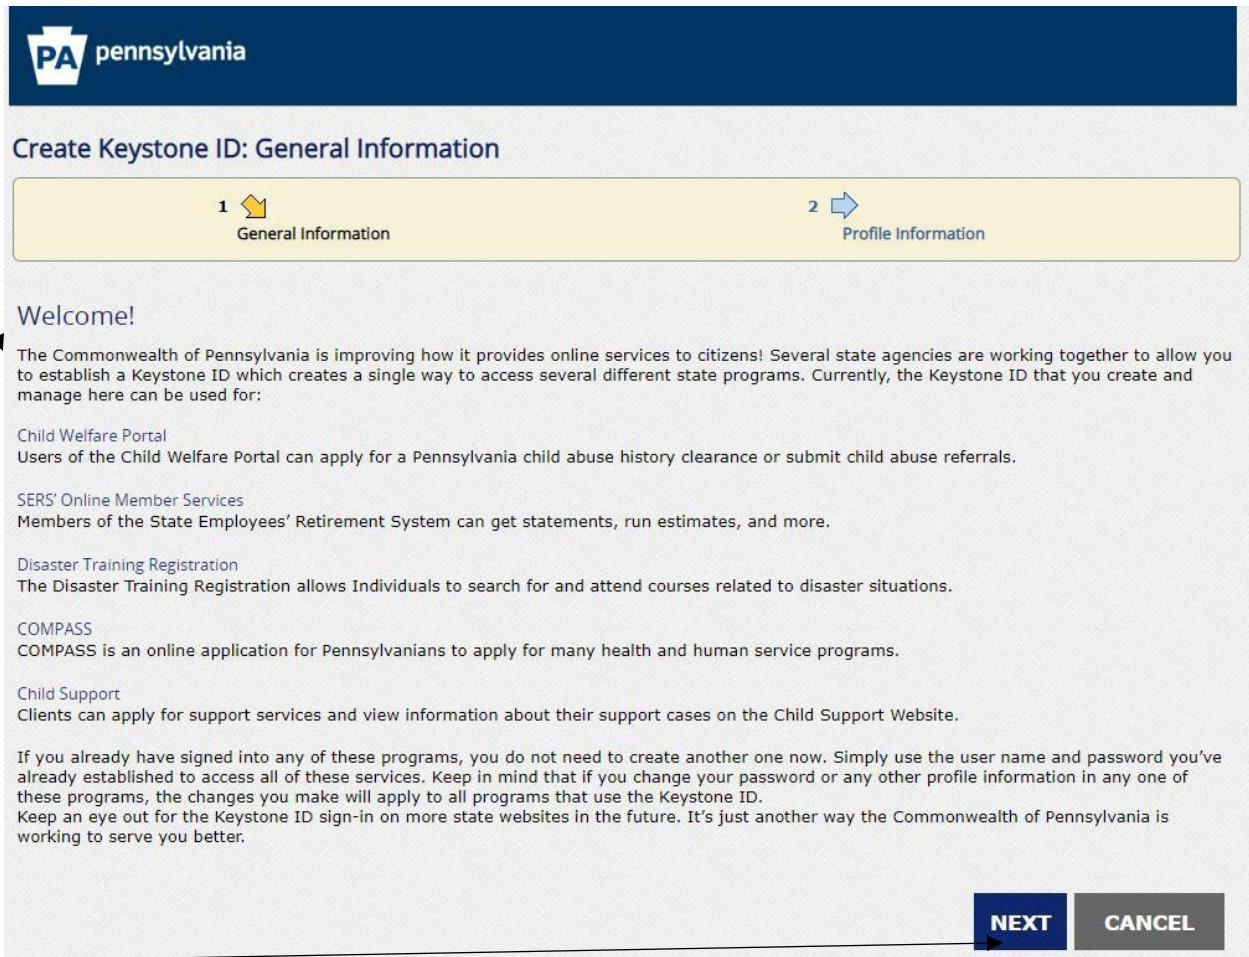 PA pennsylvania
Create Keystone ID: General Information
1
General Information
2
Profile Information
Welcome!
The Commonwealth of Pennsylvania is improving how it provides online services to citizens! Several state agencies are working together to allow you
to establish a Keystone ID which creates a single way to access several different state programs. Currently, the Keystone ID that you create and
manage here can be used for:
Child Welfare Portal
Users of the Child Welfare Portal can apply for a Pennsylvania child abuse history clearance or submit child abuse referrals.
SERS' Online Member Services
Members of the State Employees' Retirement System can get statements, run estimates, and more.
Disaster Training Registration
The Disaster Training Registration allows Individuals to search for and attend courses related to disaster situations.
COMPASS
COMPASS is an online application for Pennsylvanians to apply for many health and human service programs.
Child Support
Clients can apply for support services and view information about their support cases on the Child Support Website.
If you already have signed into any of these programs, you do not need to create another one now. Simply use the user name and password you've
already established to access all of these services. Keep in mind that if you change your password or any other profile information in any one of
these programs, the changes you make will apply to all programs that use the Keystone ID.
Keep an eye out for the Keystone ID sign-in on more state websites in the future. It's just another way the Commonwealth of Pennsylvania is
working to serve you better.
NEXT CANCEL